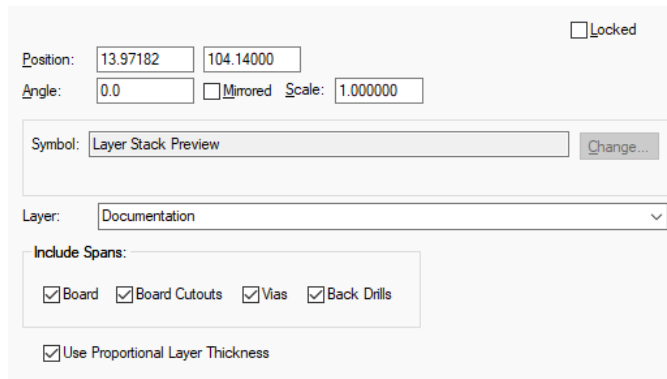 Locked
Position: 13.97182 104.14000
Angle: 0.0 Mirrored Scale: 1.000000
Symbol: Layer Stack Preview Change...
Layer: Documentation
Include Spans:
Board Board Cutouts Vias Back Drills
Use Proportional Layer Thickness